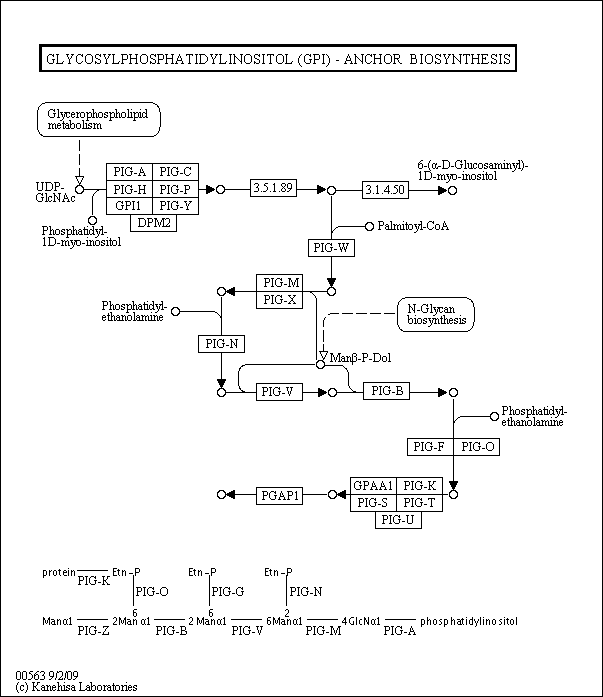 GLYCOSYLPHOSPHATIDYLINOSITOL (GPI) - ANCHOR BIOSYNTHESIS
Glycerophospholipid
metabolism
UDP-
GlcNAc
PIG-A PIG-C
PIG-H PIG-P
GPI1 PIG-Y
DPM2
3.5.1.89
3.1.4.50
6-(α-D-Glucosaminyl)-
1D-myo-inositol
Phosphatidyl-
1D-myo-inositol
Palmitoyl-CoA
PIG-W
PIG-M
PIG-X
Phosphatidyl-
ethanolamine
N-Glycan
biosynthesis
PIG-N
Manβ-P-Dol
PIG-V
PIG-B
Phosphatidyl-
ethanolamine
PIG-F PIG-O
GPAA1 PIG-K
PIG-S PIG-T
PIG-U
PGAP1
protein Etn-P Etn-P Etn-P
PIG-K
PIG-O PIG-G PIG-N
6 6 2
Manα1 2Manα1 2Manα1 6Manα1 4GlcNα1 phosphatidylinositol
PIG-Z PIG-B PIG-V PIG-M PIG-A
00563 9/2/09
(c) Kanehisa Laboratories